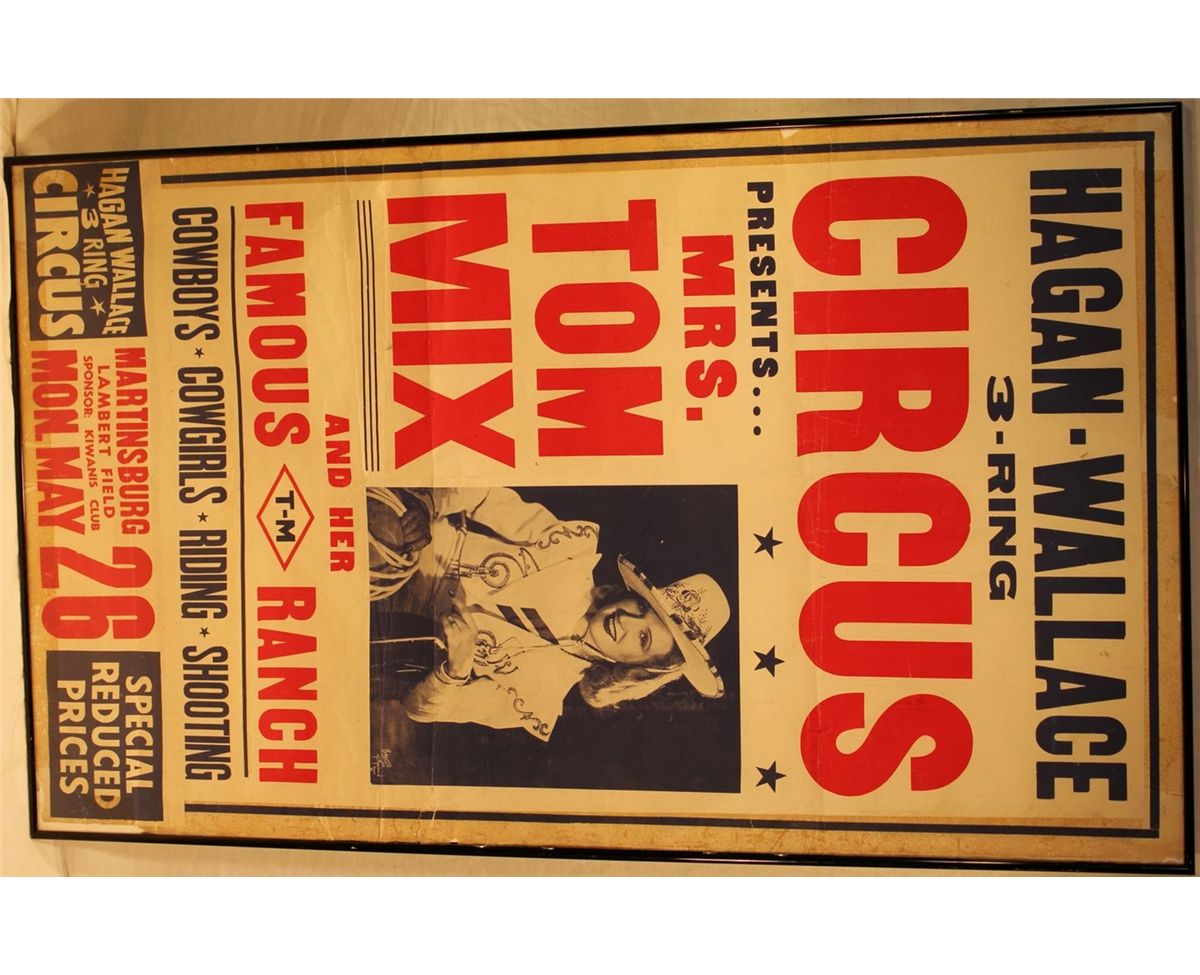 HAGAN-WALLACE
3-RING
CIRCUS
PRESENTS...
MRS.
TOM
MIX
AND HER
FAMOUS T-M RANCH
COWBOYS ★ COWGIRLS ★ RIDING ★ SHOOTING
HAGAN WALLACE
★ 3 RING ★
CIRCUS
MARTINSBURG
LAMBERT FIELD
SPONSOR: KIWANIS CLUB
MON. MAY 26
SPECIAL
REDUCED
PRICES